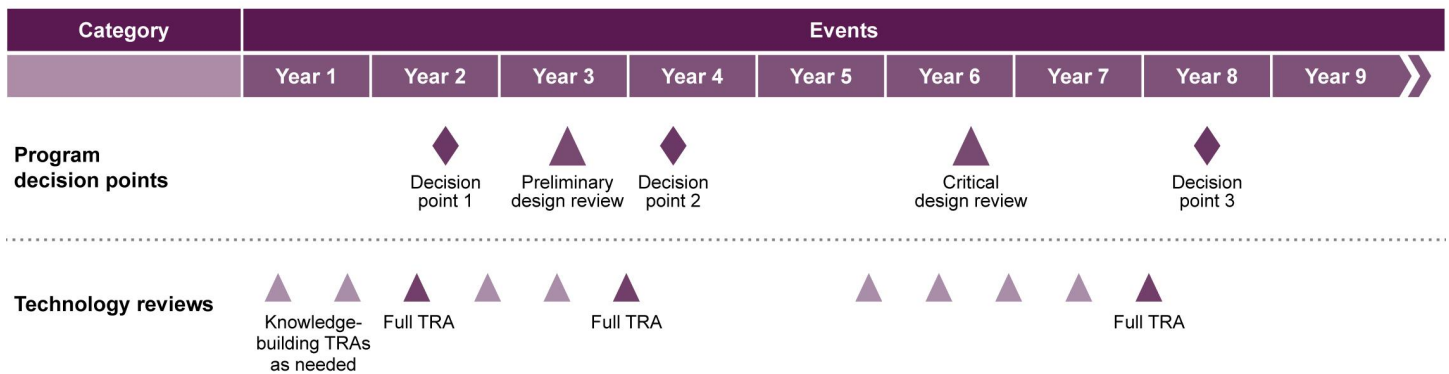 Category Events
Year 1 Year 2 Year 3 Year 4 Year 5 Year 6 Year 7 Year 8 Year 9
Program
decision points
Decision
point 1
Preliminary
design review
Decision
point 2
Critical
design review
Decision
point 3
Technology reviews
Knowledge-
building TRAs
as needed
Full TRA
Full TRA
Full TRA